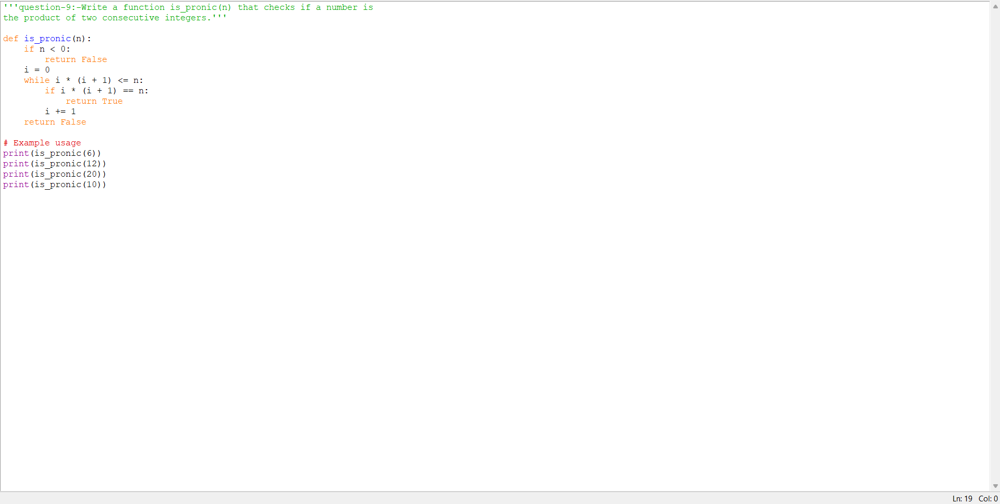 '''question-9:-Write a function is_pronic(n) that checks if a number is
the product of two consecutive integers.'''

def is_pronic(n):
    if n < 0:
        return False
    i = 0
    while i * (i + 1) <= n:
        if i * (i + 1) == n:
            return True
        i += 1
    return False

# Example usage
print(is_pronic(6))
print(is_pronic(12))
print(is_pronic(20))
print(is_pronic(10))
Ln: 19 Col: 0